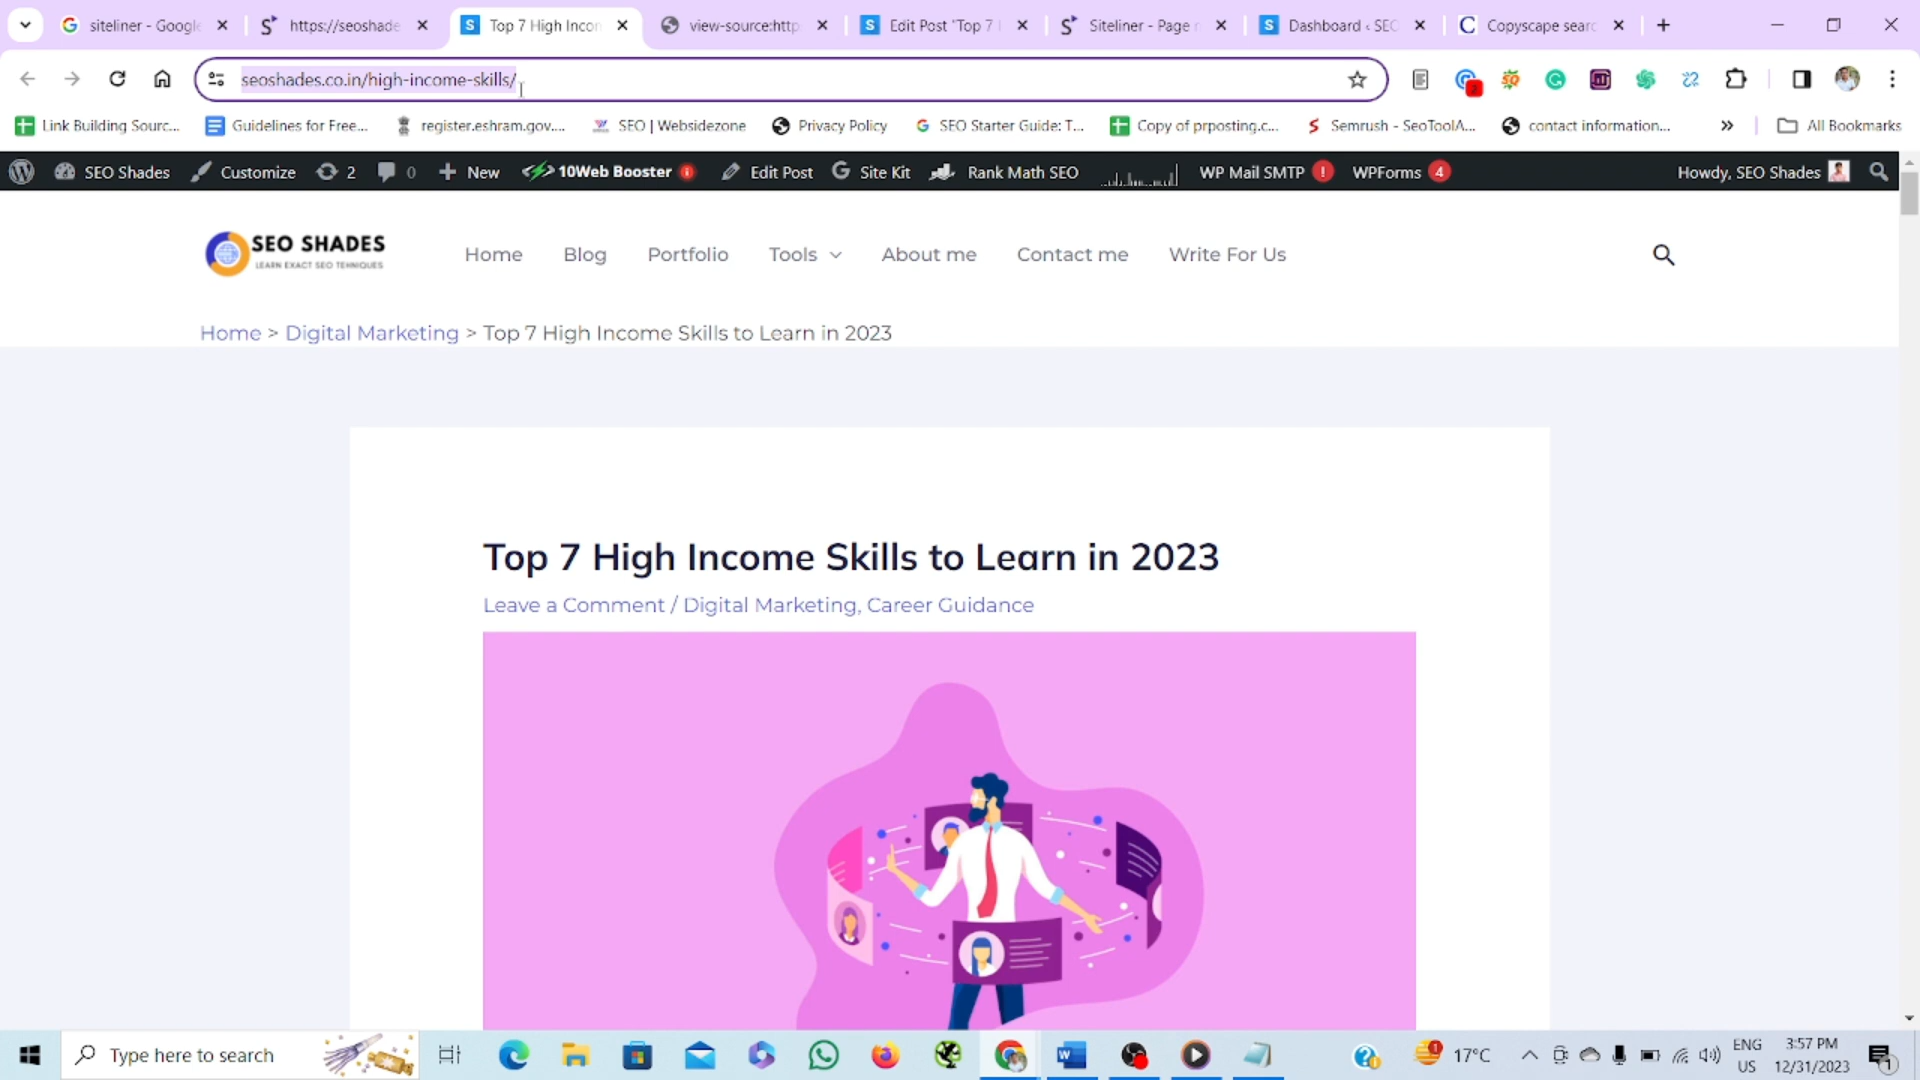 siteliner - Google
https://seoshade
Top 7 High Incon
view-source:http
Edit Post "Top 7
Siteliner - Page
Dashboard ‹ SEO
Copyscape searc
seoshades.co.in/high-income-skills/
Link Building Sourc...
Guidelines for Free...
register.eshram.gov....
SEO | Websidezone
Privacy Policy
SEO Starter Guide: T...
Copy of prposting.c...
Semrush - SeoToolA...
contact information...
All Bookmarks
SEO Shades
Customize
2
0
New
10Web Booster
Edit Post
Site Kit
Rank Math SEO
WP Mail SMTP !
WPForms 4
Howdy, SEO Shades
SEO SHADES
LEARN EXACT SEO TEHNIQUES
Home
Blog
Portfolio
Tools
About me
Contact me
Write For Us
Home > Digital Marketing > Top 7 High Income Skills to Learn in 2023
Top 7 High Income Skills to Learn in 2023
Leave a Comment / Digital Marketing, Career Guidance
Type here to search
17°C
ENG
US
3:57 PM
12/31/2023